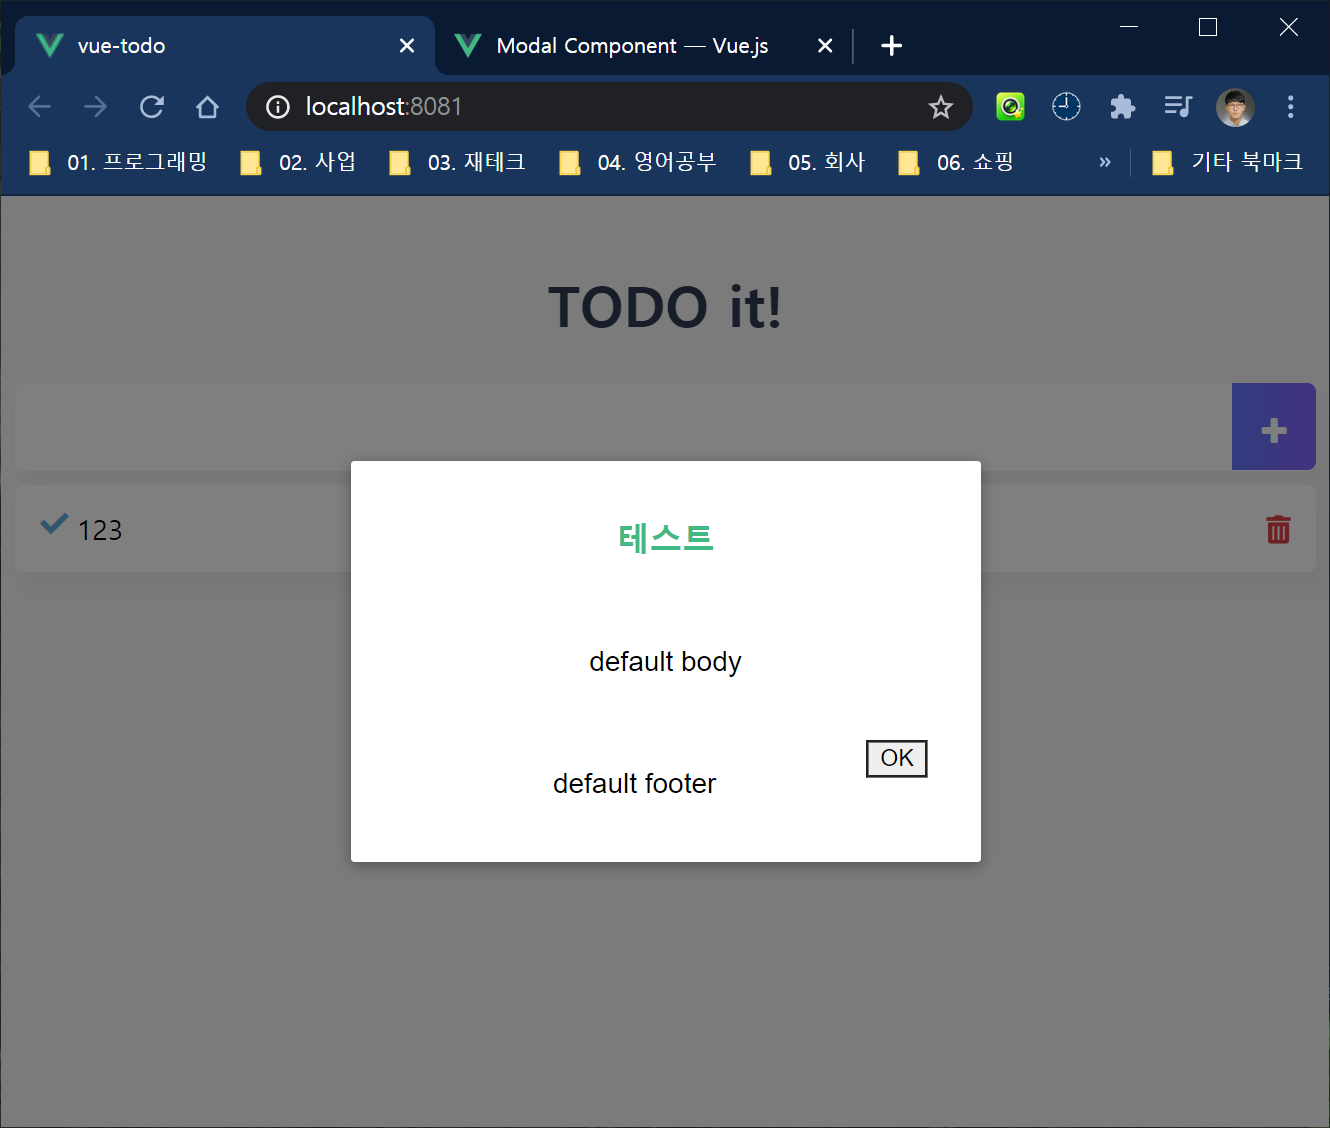 vue-todo
Modal Component — Vue.js
localhost:8081
01. 프로그래밍 02. 사업 03. 재테크 04. 영어공부 05. 회사 06. 쇼핑 » 기타 북마크
TODO it!
123
테스트
default body
OK
default footer